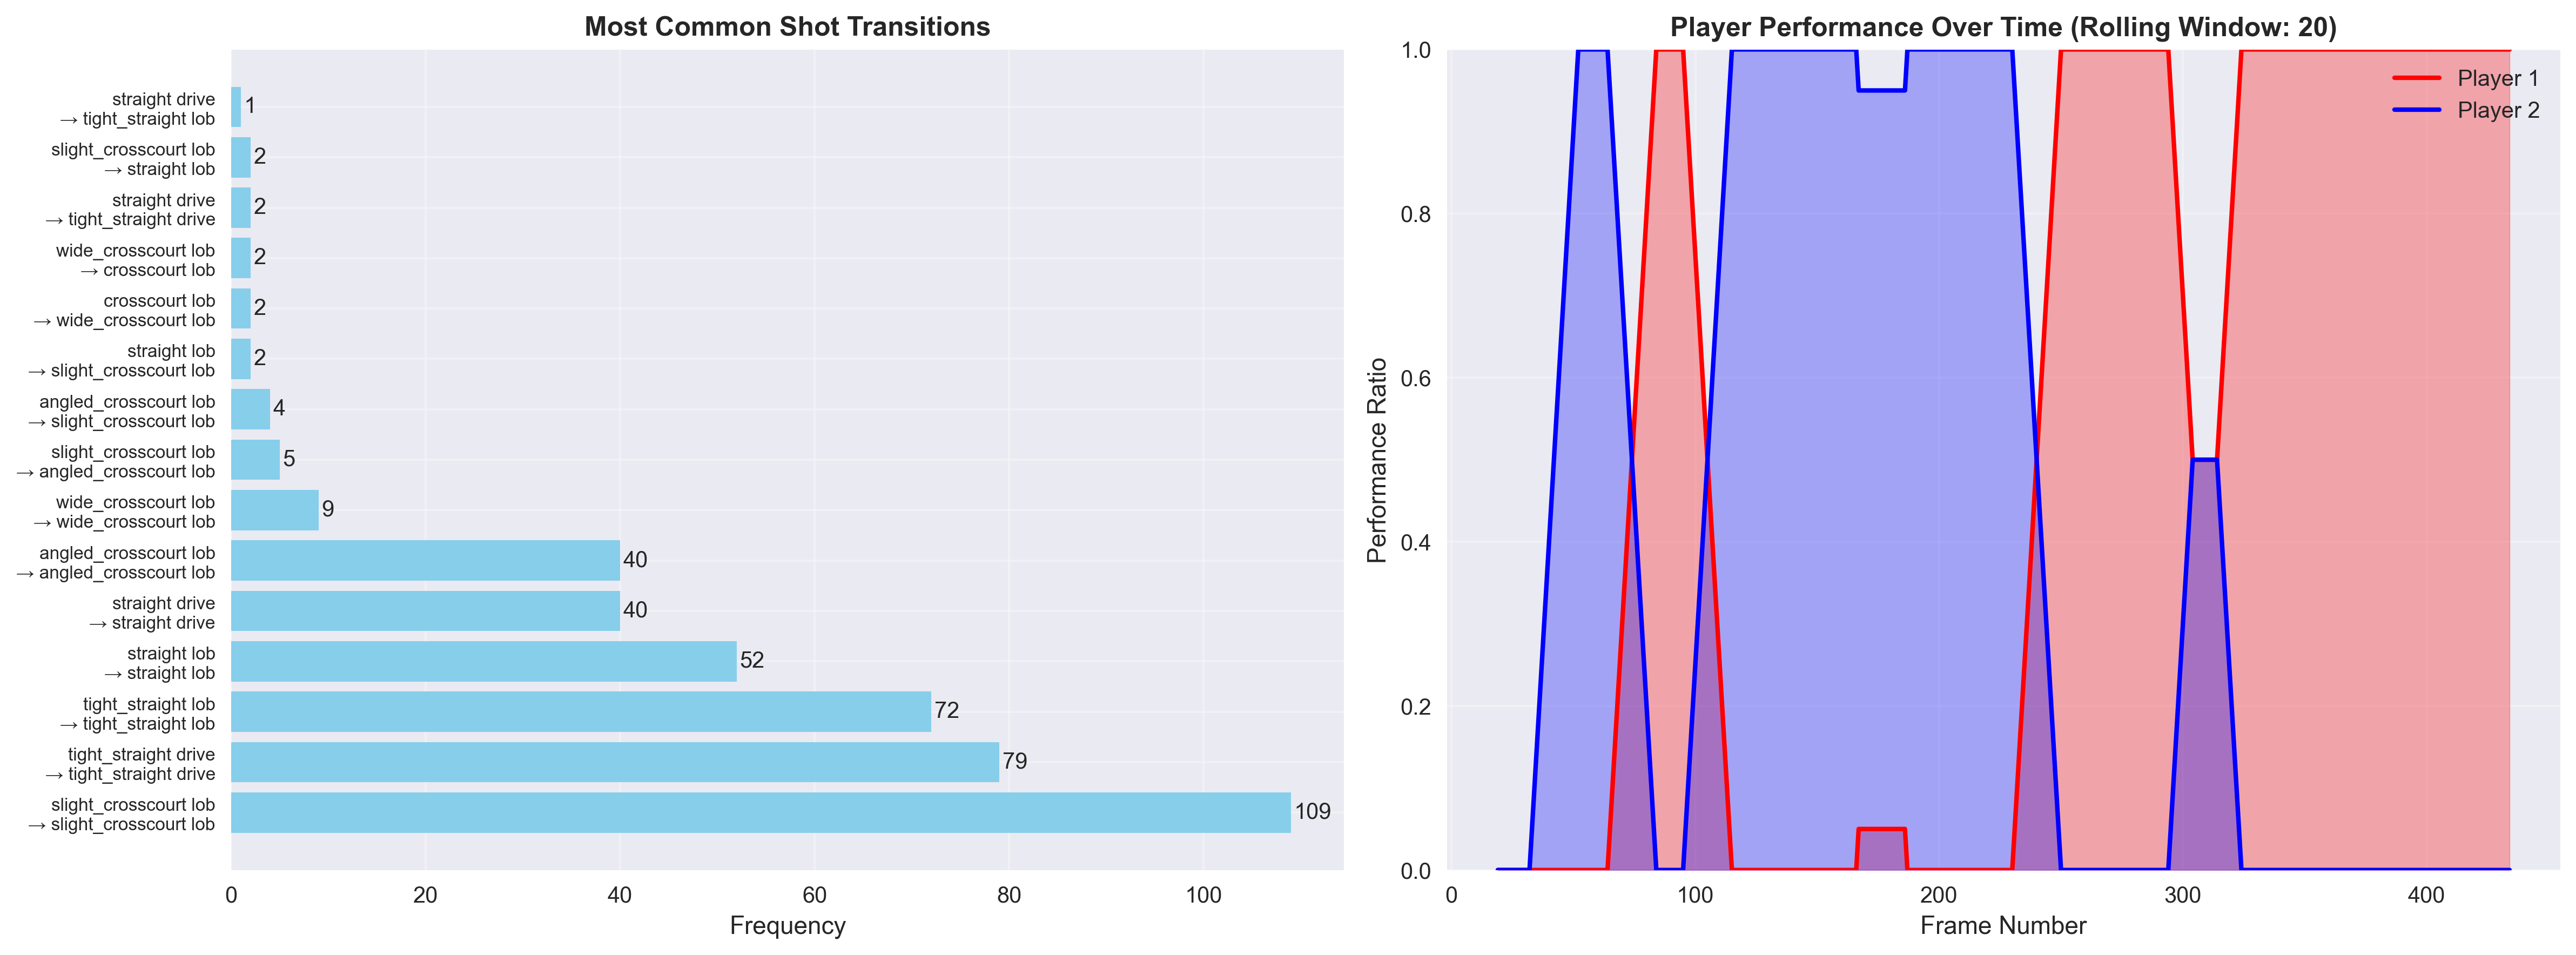 Most Common Shot Transitions
straight drive
→ tight_straight lob
1
slight_crosscourt lob
→ straight lob
2
straight drive
→ tight_straight drive
2
wide_crosscourt lob
→ crosscourt lob
2
crosscourt lob
→ wide_crosscourt lob
2
straight lob
→ slight_crosscourt lob
2
angled_crosscourt lob
→ slight_crosscourt lob
4
slight_crosscourt lob
→ angled_crosscourt lob
5
wide_crosscourt lob
→ wide_crosscourt lob
9
angled_crosscourt lob
→ angled_crosscourt lob
40
straight drive
→ straight drive
40
straight lob
→ straight lob
52
tight_straight lob
→ tight_straight lob
72
tight_straight drive
→ tight_straight drive
79
slight_crosscourt lob
→ slight_crosscourt lob
109
0 20 40 60 80 100
Frequency
Player Performance Over Time (Rolling Window: 20)
Player 1
Player 2
1.0
0.8
0.6
0.4
0.2
0.0
Performance Ratio
0 100 200 300 400
Frame Number